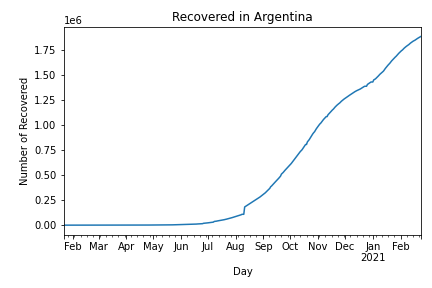 Recovered in Argentina
1e6
1.75
1.50
1.25
1.00
0.75
0.50
0.25
0.00
Number of Recovered
Feb Mar Apr May Jun Jul Aug Sep Oct Nov Dec Jan Feb
2021
Day